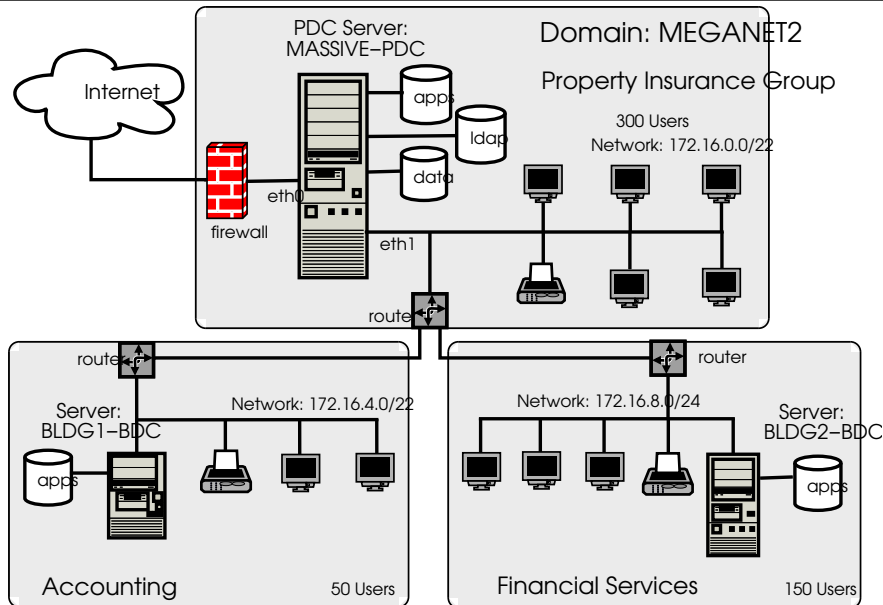 PDC Server:
MASSIVE–PDC
Domain: MEGANET2
Property Insurance Group
Internet
apps
ldap
data
300 Users
Network: 172.16.0.0/22
eth0
firewall
eth1
route
router
Server:
BLDG1–BDC
Network: 172.16.4.0/22
apps
Accounting
50 Users
router
Network: 172.16.8.0/24
Server:
BLDG2–BDC
apps
Financial Services
150 Users